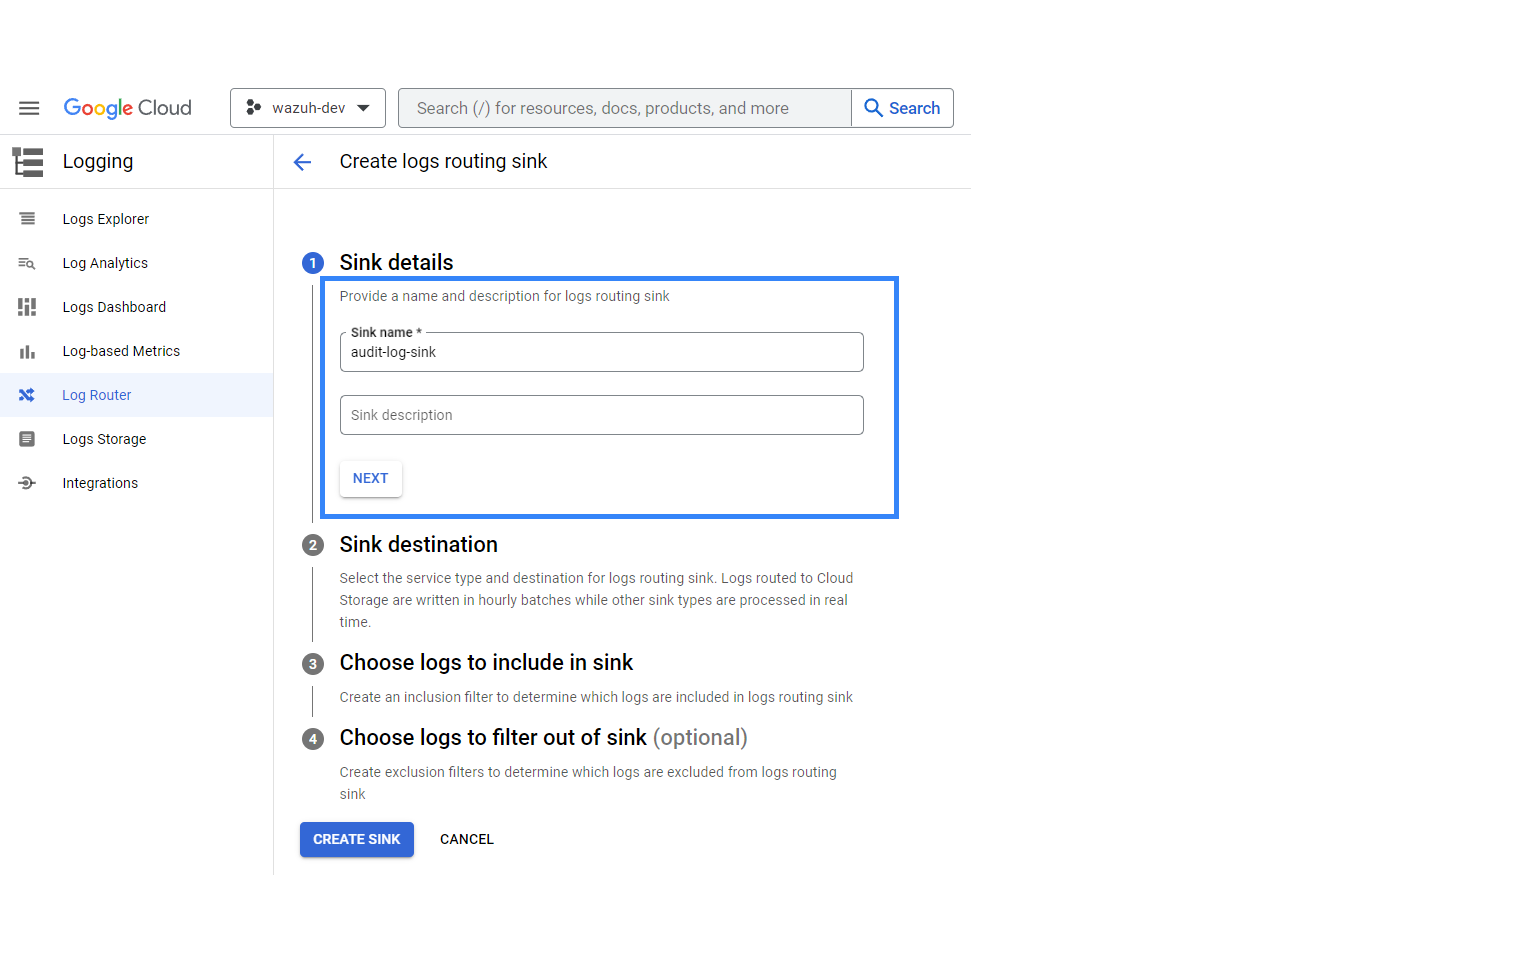 Google Cloud
wazuh-dev
Search (/) for resources, docs, products, and more
Search
Logging
Create logs routing sink
Logs Explorer
Log Analytics
Logs Dashboard
Log-based Metrics
Log Router
Logs Storage
Integrations
1
Sink details
Provide a name and description for logs routing sink
Sink name *
audit-log-sink
Sink description
NEXT
2
Sink destination
Select the service type and destination for logs routing sink. Logs routed to Cloud
Storage are written in hourly batches while other sink types are processed in real
time.
3
Choose logs to include in sink
Create an inclusion filter to determine which logs are included in logs routing sink
4
Choose logs to filter out of sink (optional)
Create exclusion filters to determine which logs are excluded from logs routing
sink
CREATE SINK
CANCEL